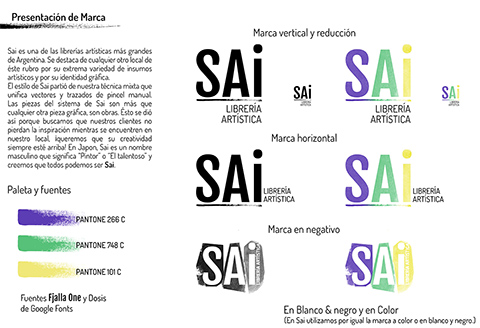 Presentación de Marca
Sai es una de las librerías artísticas más grandes
de Argentina. Se destaca de cualquier otro local de
éste rubro por su extrema variedad de insumos
artísticos y por su identidad gráfica.
El estilo de Sai partió de nuestra técnica mixta que
unifica vectores y trazados de pincel manual.
Las piezas del sistema de Sai son más que
cualquier otra pieza gráfica, son obras. Ésto se dió
así porque buscamos que nuestros clientes no
pierdan la inspiración mientras se encuentren en
nuestro local, ¡queremos que su creatividad
siempre esté arriba! En Japon, Sai es un nombre
masculino que significa "Pintor" o "El talentoso" y
creemos que todos podemos ser Sai.
Paleta y fuentes
PANTONE 266 C
PANTONE 748 C
PANTONE 101 C
Fuentes Fjalla One y Dosis
de Google Fonts
Marca vertical y reducción
SAi
LIBRERÍA
ARTÍSTICA
SAi
LIBRERÍA
ARTÍSTICA
SAi
LIBRERÍA
ARTÍSTICA
SAi
LIBRERÍA
ARTÍSTICA
Marca horizontal
SAi
LIBRERÍA
ARTÍSTICA
SAi
LIBRERÍA
ARTÍSTICA
Marca en negativo
SAi
LIBRERÍA ARTÍSTICA
SAi
LIBRERÍA ARTÍSTICA
En Blanco & negro y en Color
(En Sai utilizamos por igual la marca a color o en blanco y negro.)